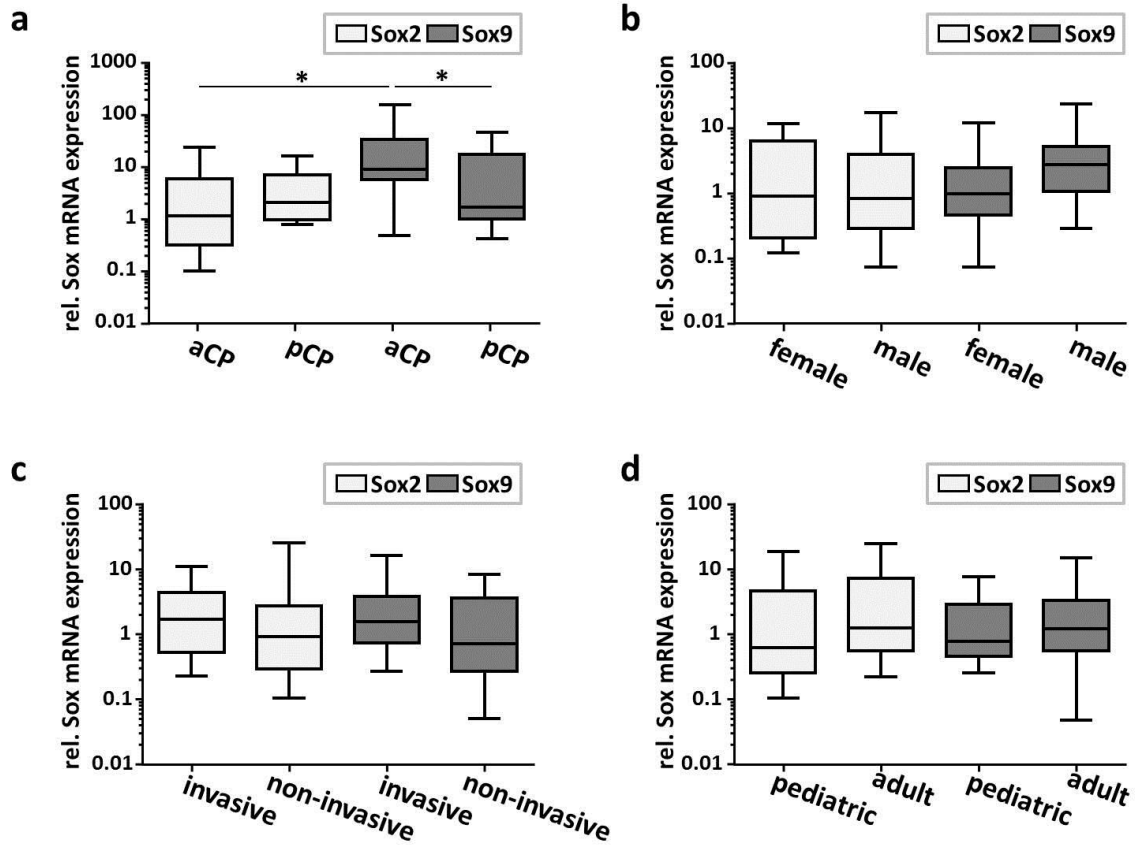 a
Sox2 Sox9
rel. Sox mRNA expression
1000
100
10
1
0.1
0.01
* *
aCP pCP aCP pCP
b
Sox2 Sox9
rel. Sox mRNA expression
100
10
1
0.1
0.01
female male female male
c
Sox2 Sox9
rel. Sox mRNA expression
100
10
1
0.1
0.01
invasive non-invasive invasive non-invasive
d
Sox2 Sox9
rel. Sox mRNA expression
100
10
1
0.1
0.01
pediatric adult pediatric adult